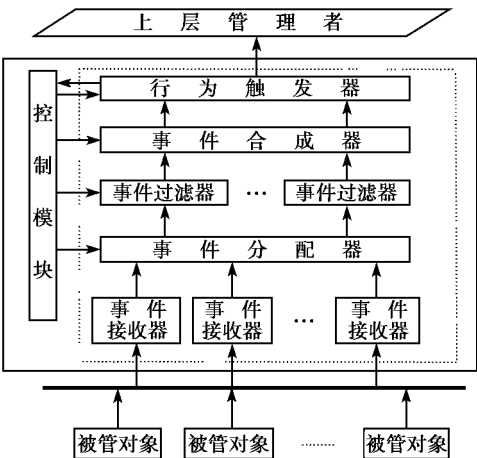 上层管理者
行为触发器
控制模块
事件合成器
事件过滤器 … 事件过滤器
事件分配器
事件接收器 事件接收器 … 事件接收器
被管对象 被管对象 …… 被管对象